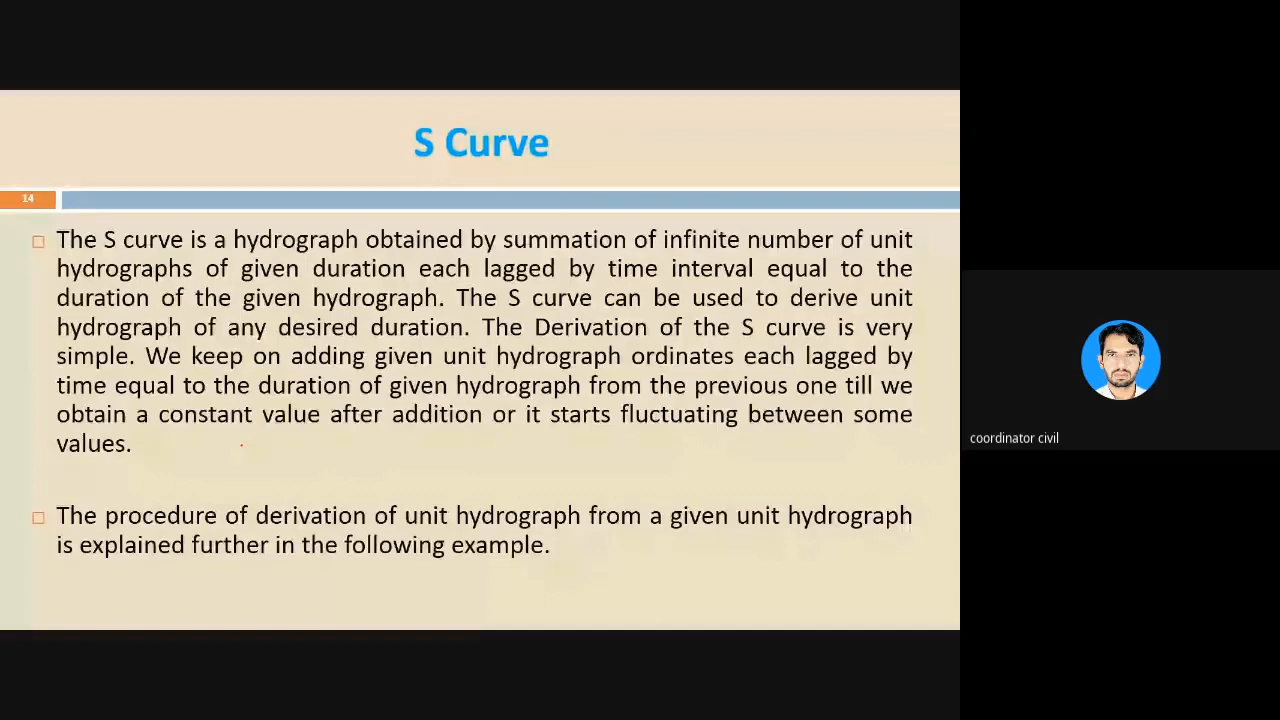 S Curve
14
The S curve is a hydrograph obtained by summation of infinite number of unit
hydrographs of given duration each lagged by time interval equal to the
duration of the given hydrograph. The S curve can be used to derive unit
hydrograph of any desired duration. The Derivation of the S curve is very
simple. We keep on adding given unit hydrograph ordinates each lagged by
time equal to the duration of given hydrograph from the previous one till we
obtain a constant value after addition or it starts fluctuating between some
values.
The procedure of derivation of unit hydrograph from a given unit hydrograph
is explained further in the following example.
coordinator civil